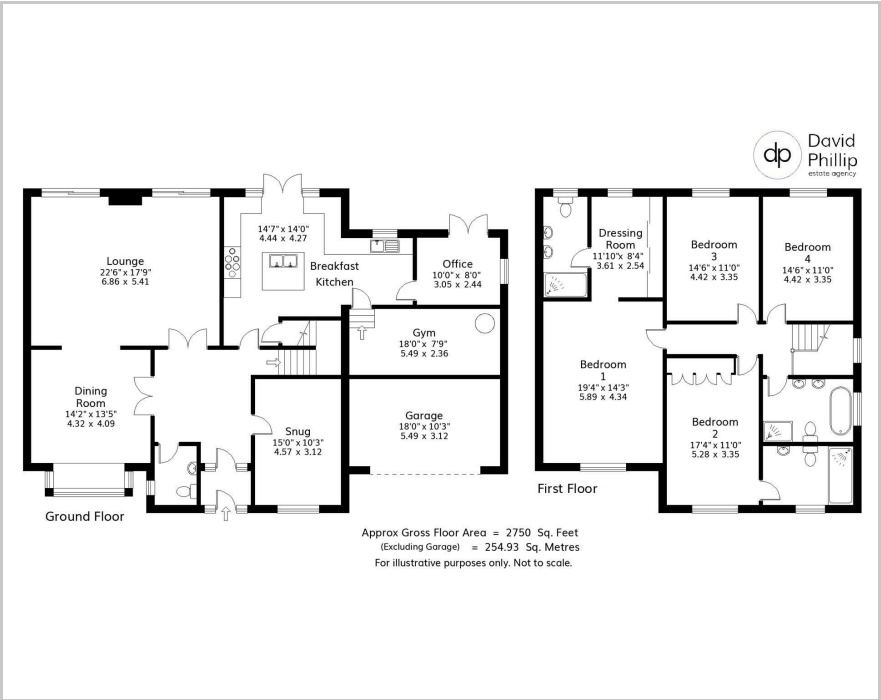 dp
David
Phillip
estate agency
Lounge
22'6" x 17'9"
6.86 x 5.41
14'7" x 14'0"
4.44 x 4.27
Breakfast
Kitchen
Office
10'0" x 8'0"
3.05 x 2.44
Gym
18'0" x 7'9"
5.49 x 2.36
Dining
Room
14'2" x 13'5"
4.32 x 4.09
Snug
15'0" x 10'3"
4.57 x 3.12
Garage
18'0" x 10'3"
5.49 x 3.12
Ground Floor
Dressing
Room
11'10" x 8'4"
3.61 x 2.54
Bedroom
3
14'6" x 11'0"
4.42 x 3.35
Bedroom
4
14'6" x 11'0"
4.42 x 3.35
Bedroom
1
19'4" x 14'3"
5.89 x 4.34
Bedroom
2
17'4" x 11'0"
5.28 x 3.35
First Floor
Approx Gross Floor Area = 2750 Sq. Feet
(Excluding Garage) = 254.93 Sq. Metres
For illustrative purposes only. Not to scale.